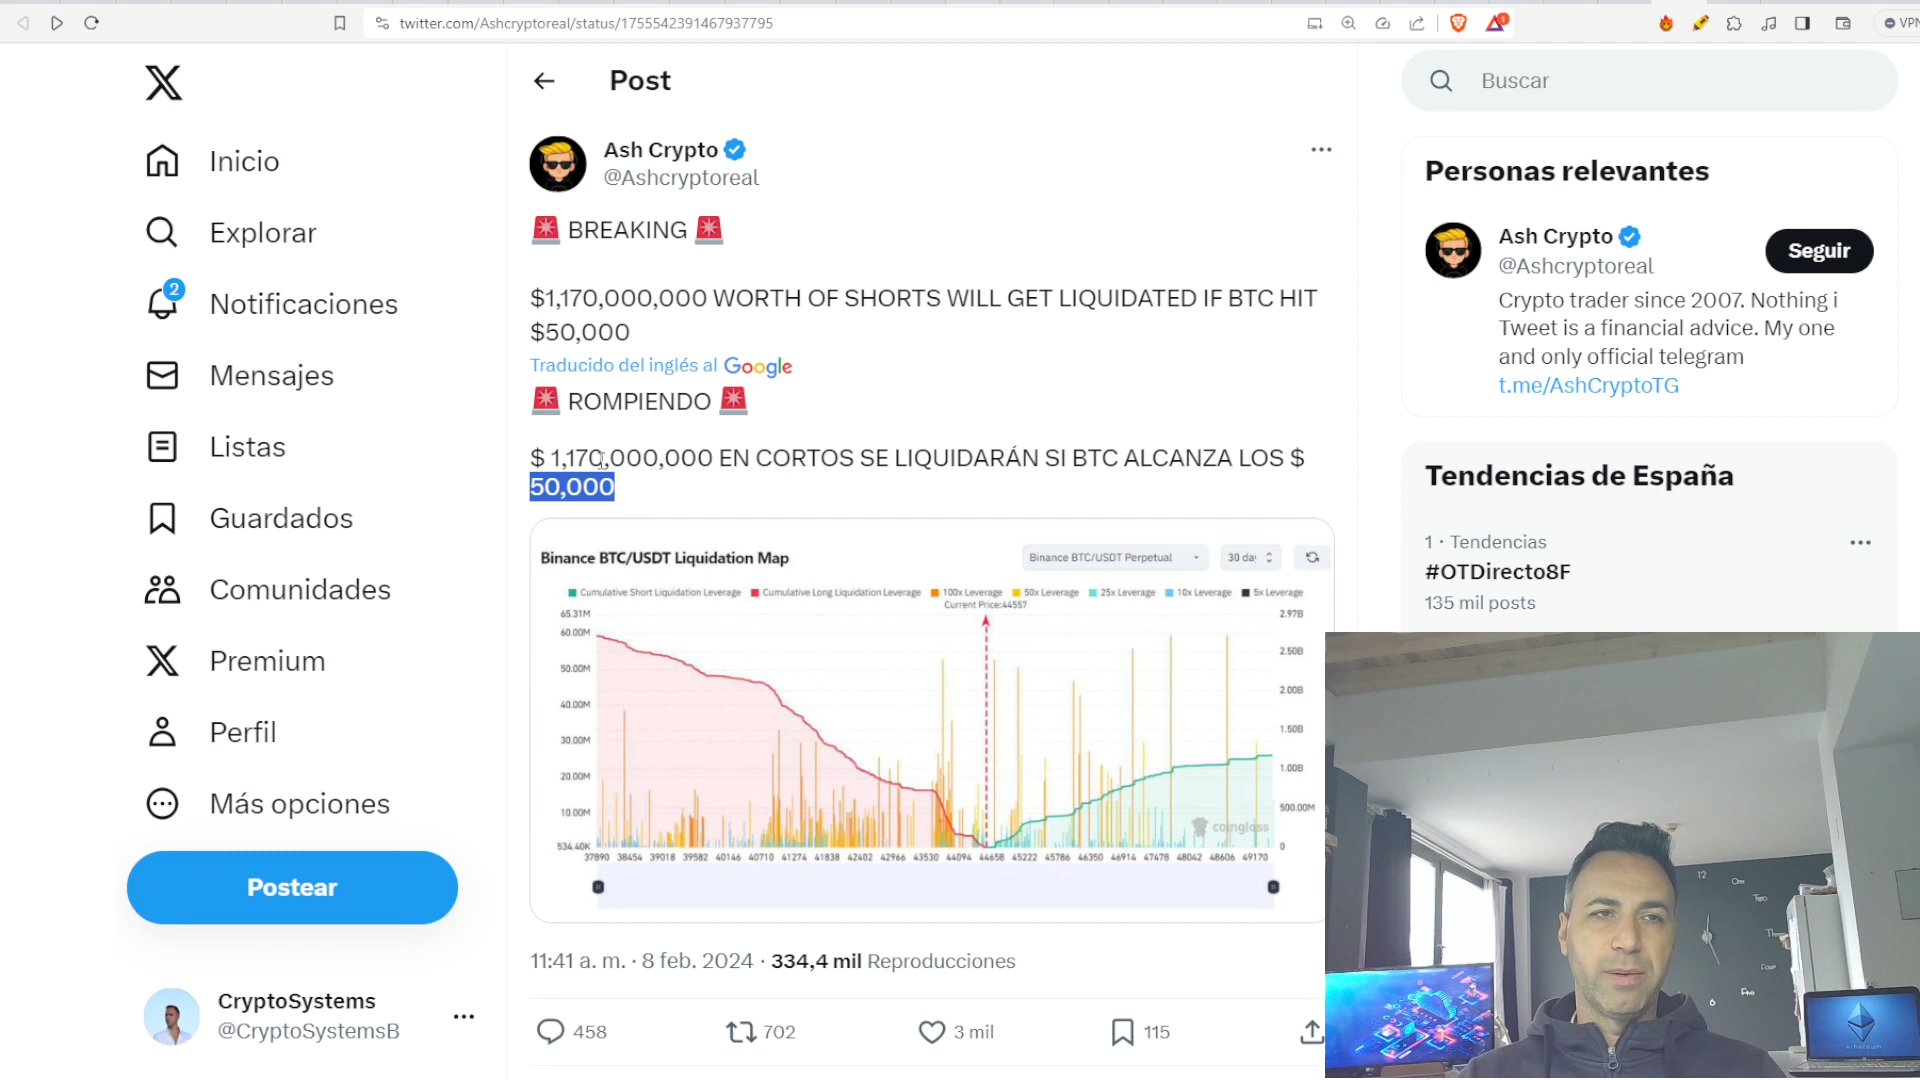 twitter.com/Ashcryptoreal/status/1755542391467937795
1
VPN
Post
Buscar
Inicio
Explorar
2
Notificaciones
Mensajes
Listas
Guardados
Comunidades
Premium
Perfil
Más opciones
Postear
CryptoSystems
@CryptoSystemsB
Ash Crypto
@Ashcryptoreal
BREAKING
$1,170,000,000 WORTH OF SHORTS WILL GET LIQUIDATED IF BTC HIT
$50,000
Traducido del inglés al Google
ROMPIENDO
$ 1,170,000,000 EN CORTOS SE LIQUIDARÁN SI BTC ALCANZA LOS $
50,000
Binance BTC/USDT Liquidation Map
Binance BTC/USDT Perpetual
30 day
Cumulative Short Liquidation Leverage Cumulative Long Liquidation Leverage 100x Leverage 50x Leverage 25x Leverage 10x Leverage 5x Leverage
Current Price:44557
65.31M
60.00M
50.00M
40.00M
30.00M
20.00M
10.00M
534.40K
2.97B
2.50B
2.00B
1.50B
1.00B
500.00M
0
coinglass
37890 38454 39018 39582 40146 40710 41274 41838 42402 42966 43530 44094 44658 45222 45786 46350 46914 47478 48042 48606 49170
11:41 a. m. · 8 feb. 2024 · 334,4 mil Reproducciones
458
702
3 mil
115
Personas relevantes
Ash Crypto
@Ashcryptoreal
Seguir
Crypto trader since 2007. Nothing i
Tweet is a financial advice. My one
and only official telegram
t.me/AshCryptoTG
Tendencias de España
1 · Tendencias
#OTDirecto8F
135 mil posts
12
One
Two
Four
Five
6
ethereum